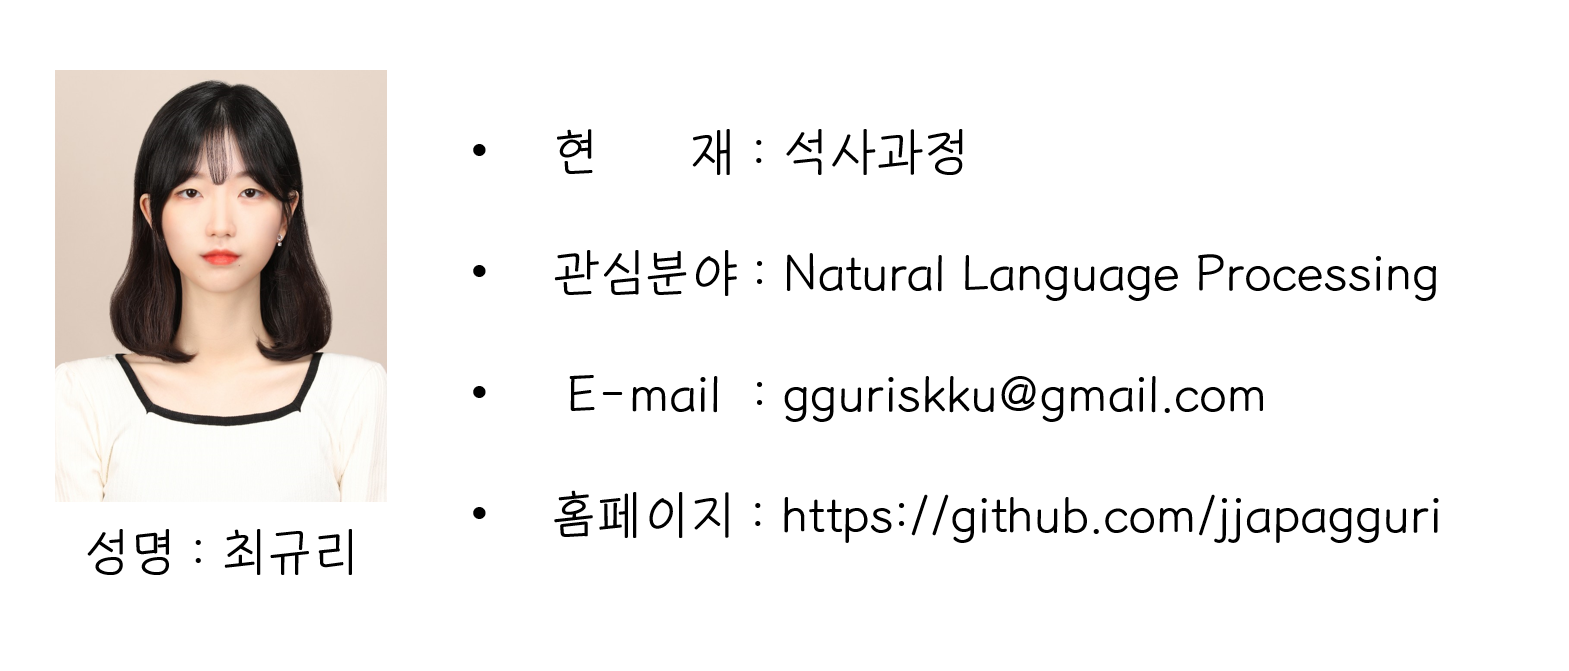 • 현 재 : 석사과정
• 관심분야 : Natural Language Processing
• E-mail : gguriskku@gmail.com
• 홈페이지 : https://github.com/jjapagguri
성명 : 최규리